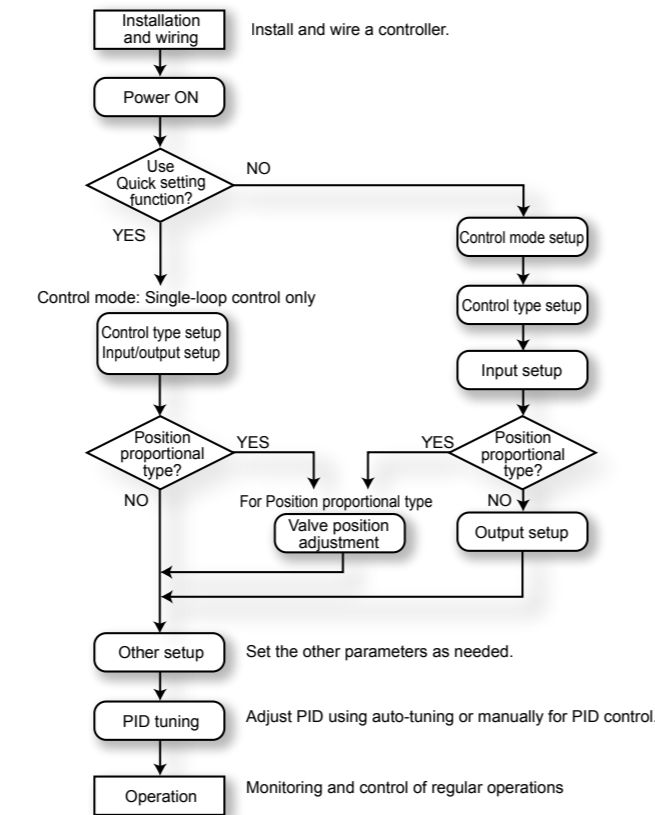 Installation
and wiring
Install and wire a controller.
Power ON
Use
Quick setting
function?
NO
YES
Control mode setup
Control mode: Single-loop control only
Control type setup
Control type setup
Input/output setup
Input setup
Position
proportional
type?
YES
YES
Position
proportional
type?
NO
For Position proportional type
NO
Valve position
adjustment
Output setup
Other setup
Set the other parameters as needed.
PID tuning
Adjust PID using auto-tuning or manually for PID control.
Operation
Monitoring and control of regular operations